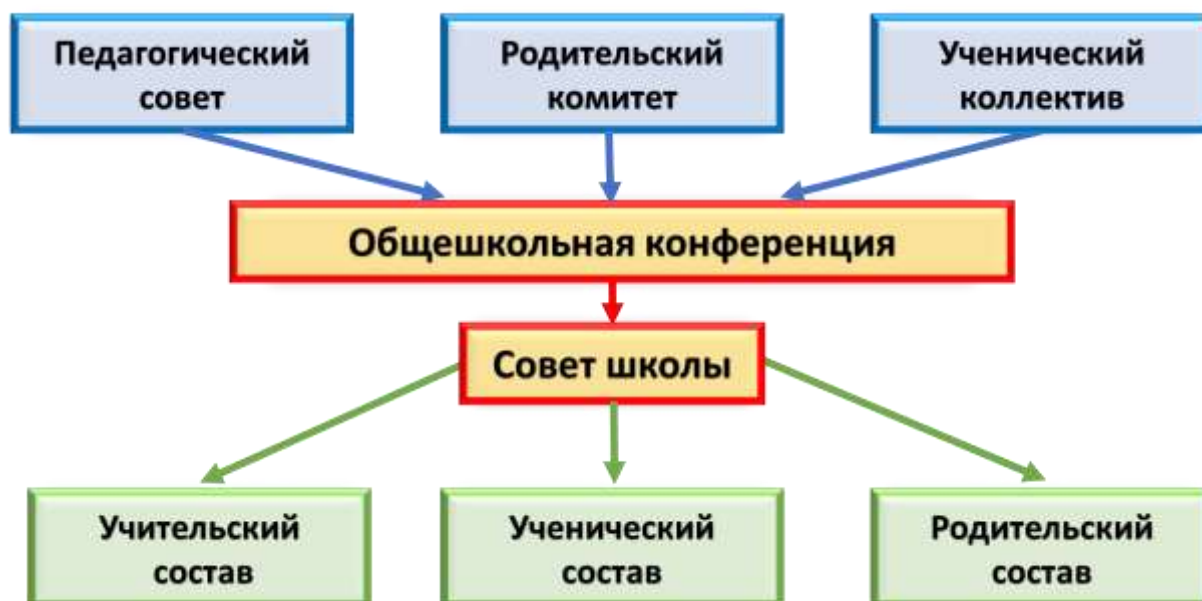 Педагогический
совет
Родительский
комитет
Ученический
коллектив
Общешкольная конференция
Совет школы
Учительский
состав
Ученический
состав
Родительский
состав